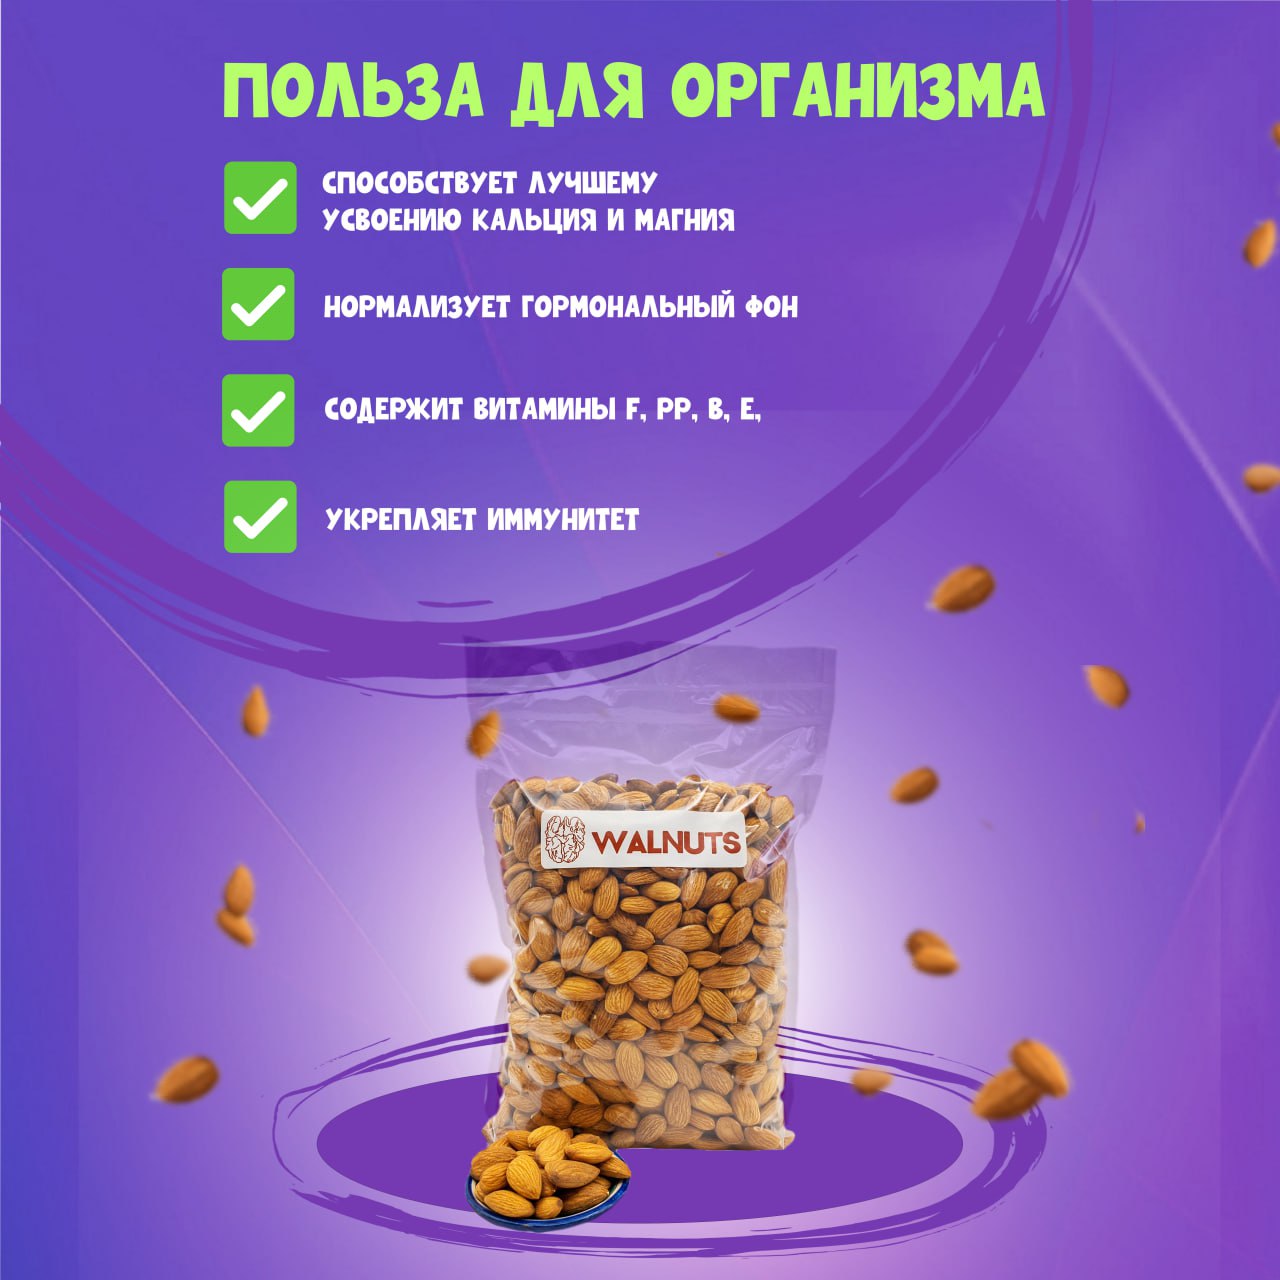 ПОЛЬЗА ДЛЯ ОРГАНИЗМА
СПОСОБСТВУЕТ ЛУЧШЕМУ
УСВОЕНИЮ КАЛЬЦИЯ И МАГНИЯ
НОРМАЛИЗУЕТ ГОРМОНАЛЬНЫЙ ФОН
СОДЕРЖИТ ВИТАМИНЫ F, PP, B, E,
УКРЕПЛЯЕТ ИММУНИТЕТ
WALNUTS